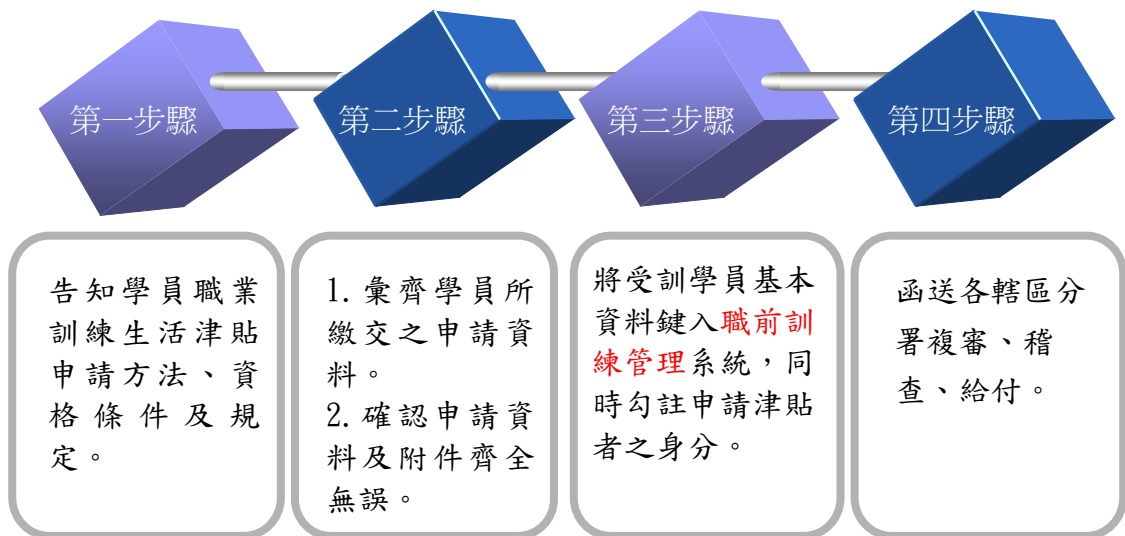 第一步驟
第二步驟
第三步驟
第四步驟
告知學員職業
訓練生活津貼
申請方法、資
格條件及規
定。
1. 彙齊學員所
繳交之申請資
料。
2. 確認申請資
料及附件齊全
無誤。
將受訓學員基本
資料鍵入職前訓
練管理系統，同
時勾註申請津貼
者之身分。
函送各轄區分
署複審、稽
查、給付。